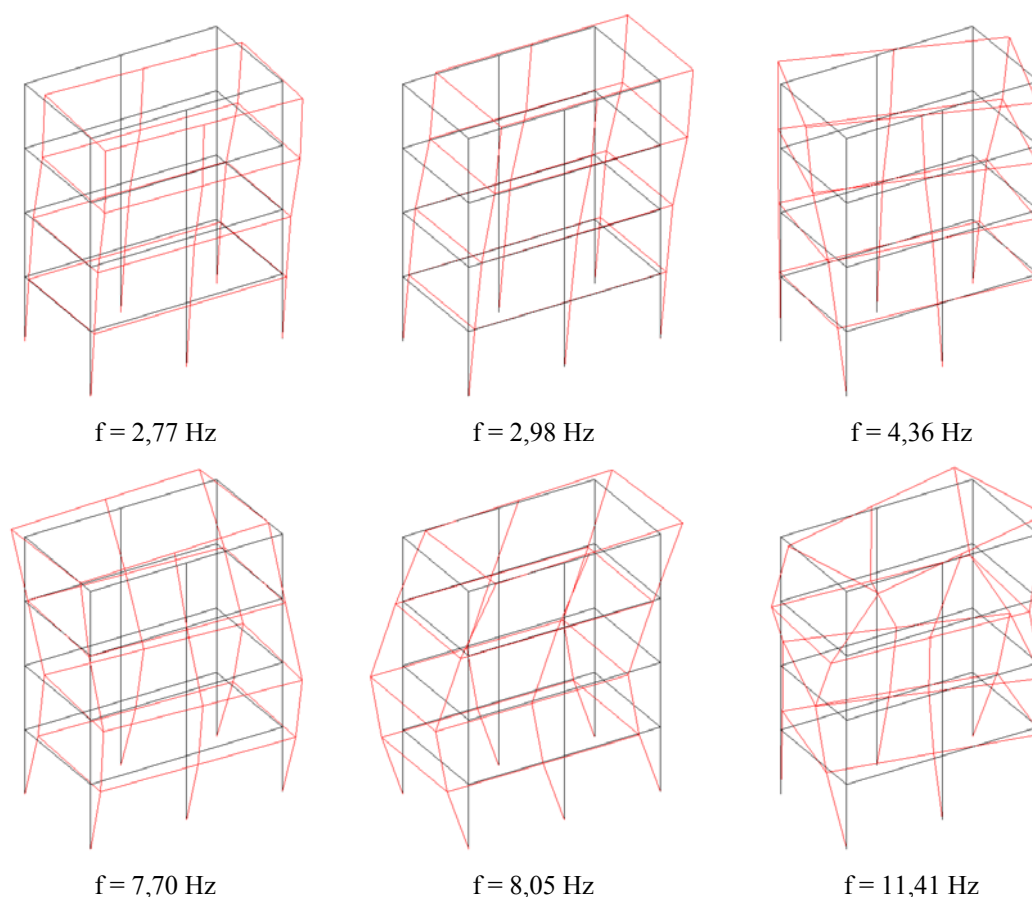 f = 2,77 Hz
f = 2,98 Hz
f = 4,36 Hz
f = 7,70 Hz
f = 8,05 Hz
f = 11,41 Hz